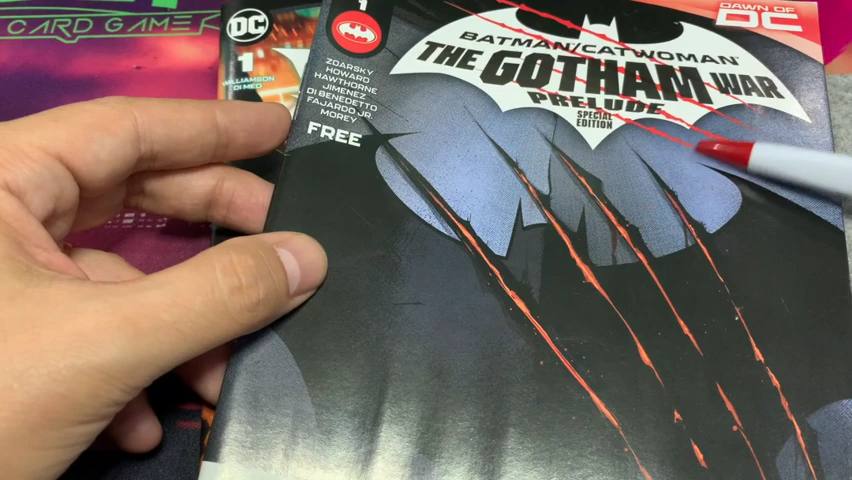 CARD GAME
DC
1
WILLIAMSON
DI MEO
1
ZDARSKY
HOWARD
HAWTHORNE
JIMENEZ
DI BENEDETTO
FAJARDO JR.
MOREY
FREE
DAWN OF
DC
BATMAN/CATWOMAN
THE GOTHAM WAR
PRELUDE
SPECIAL
EDITION